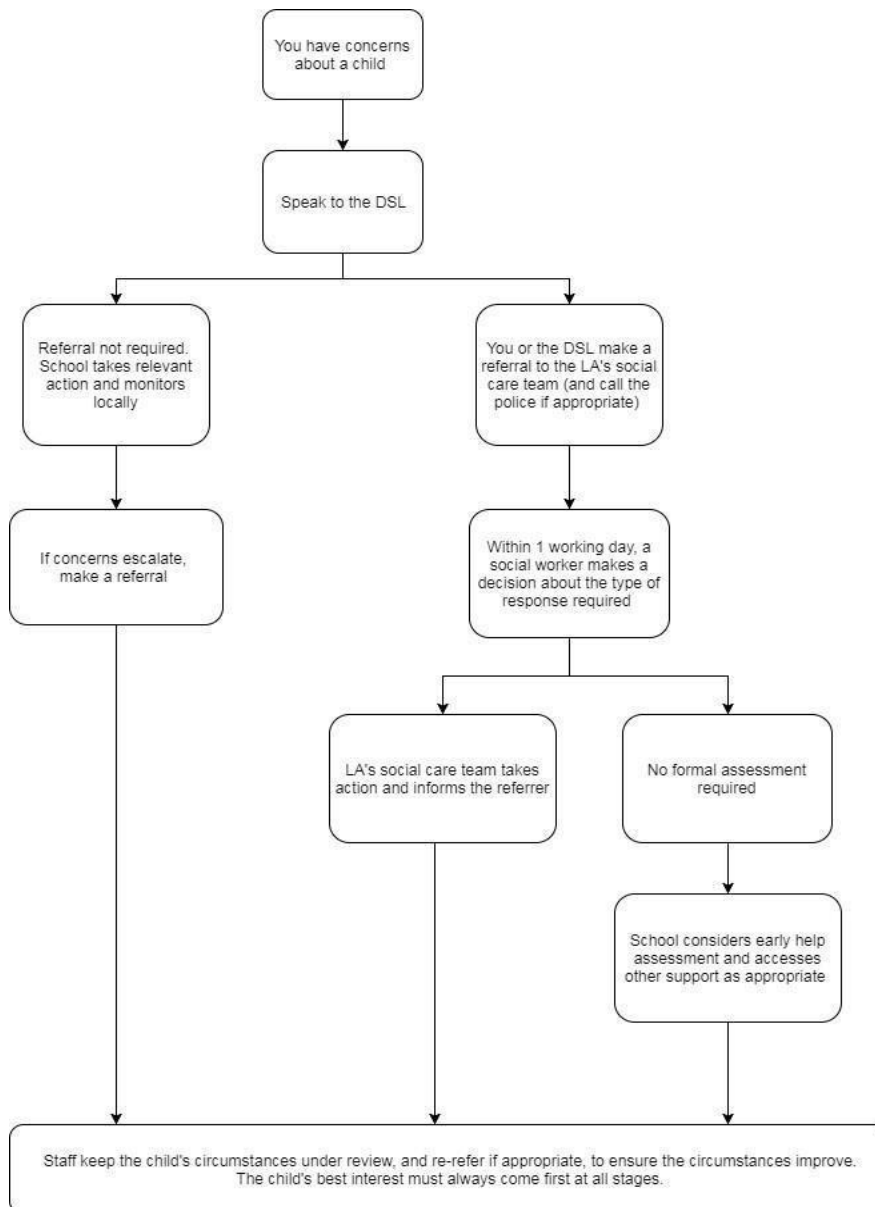 You have concerns
about a child
Speak to the DSL
Referral not required.
School takes relevant
action and monitors
locally
You or the DSL make a
referral to the LA's social
care team (and call the
police if appropriate)
If concerns escalate,
make a referral
Within 1 working day, a
social worker makes a
decision about the type of
response required
LA's social care team takes
action and informs the referrer
No formal assessment
required
School considers early help
assessment and accesses
other support as appropriate
Staff keep the child's circumstances under review, and re-refer if appropriate, to ensure the circumstances improve.
The child's best interest must always come first at all stages.